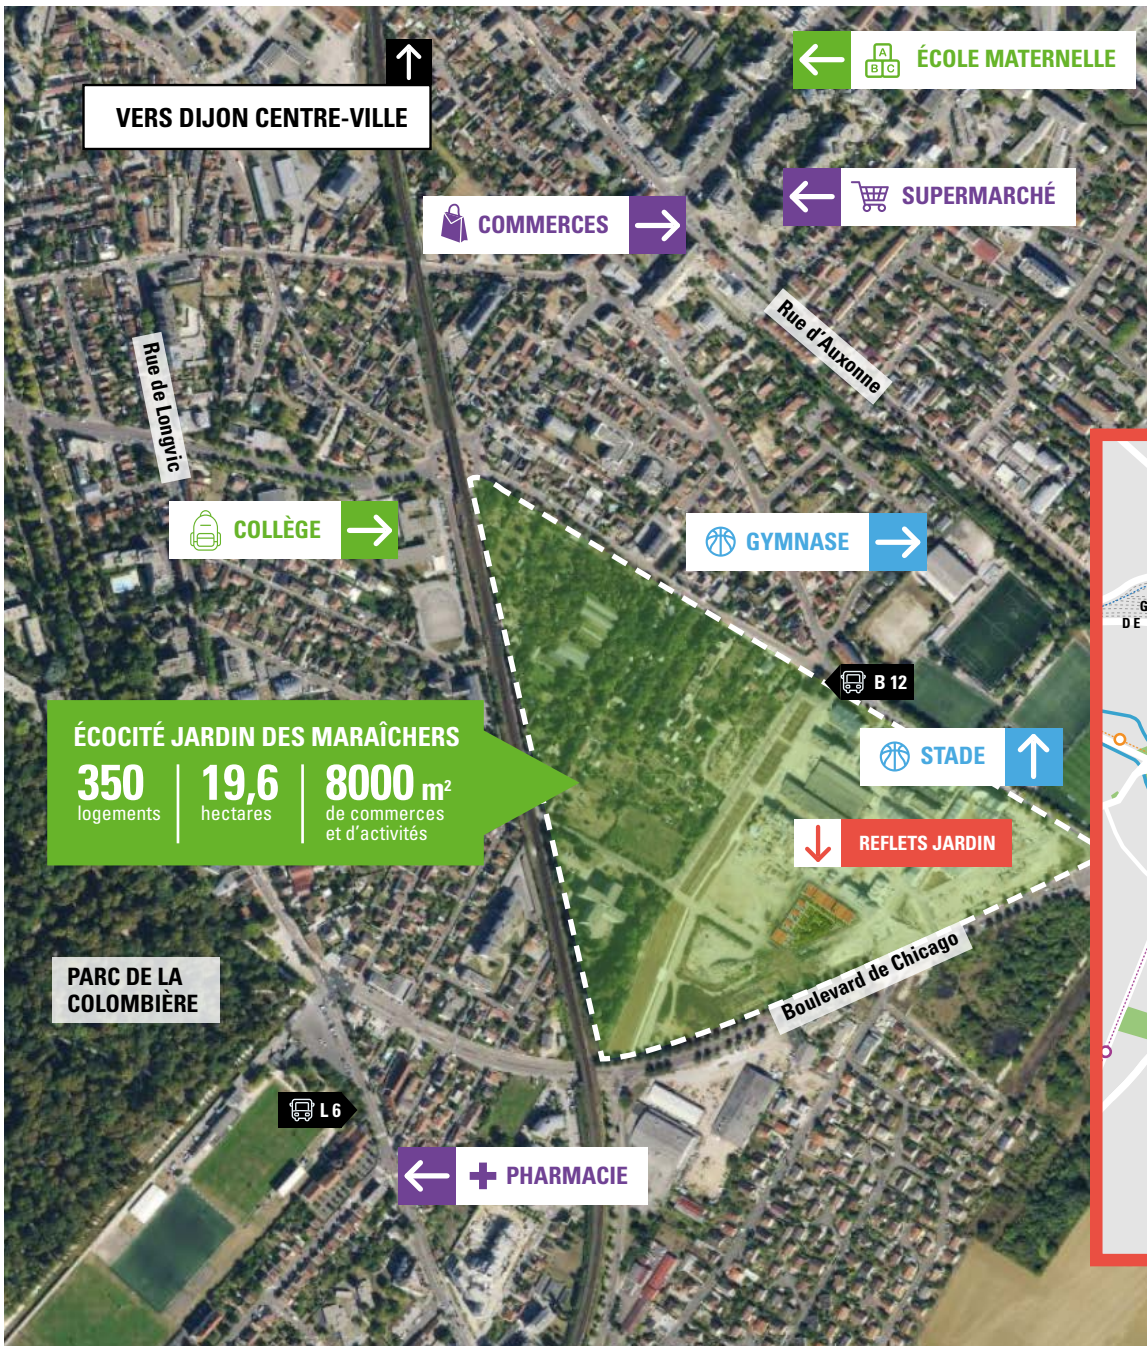 VERS DIJON CENTRE-VILLE
A
B C
ÉCOLE MATERNELLE
SUPERMARCHÉ
COMMERCES
Rue d'Auxonne
Rue de Longvic
COLLÈGE
GYMNASE
G
DE
B 12
STADE
ÉCOCITÉ JARDIN DES MARAÎCHERS
350
logements
19,6
hectares
8000 m²
de commerces
et d'activités
REFLETS JARDIN
Boulevard de Chicago
PARC DE LA
COLOMBIÈRE
L 6
PHARMACIE